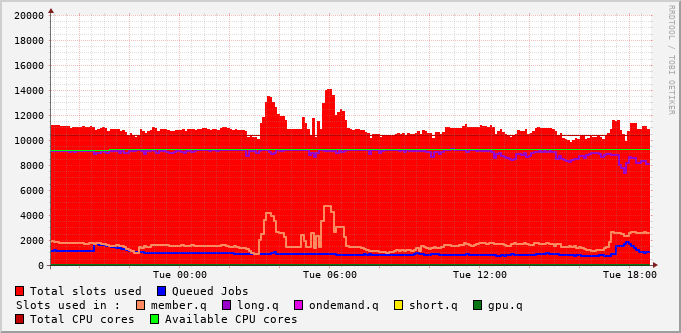 20000
18000
16000
14000
12000
10000
8000
6000
4000
2000
0
Tue 00:00 Tue 06:00 Tue 12:00 Tue 18:00
RRDTOOL / TOBI OETIKER
Total slots used Queued Jobs
Slots used in : member.q long.q ondemand.q short.q gpu.q
Total CPU cores Available CPU cores